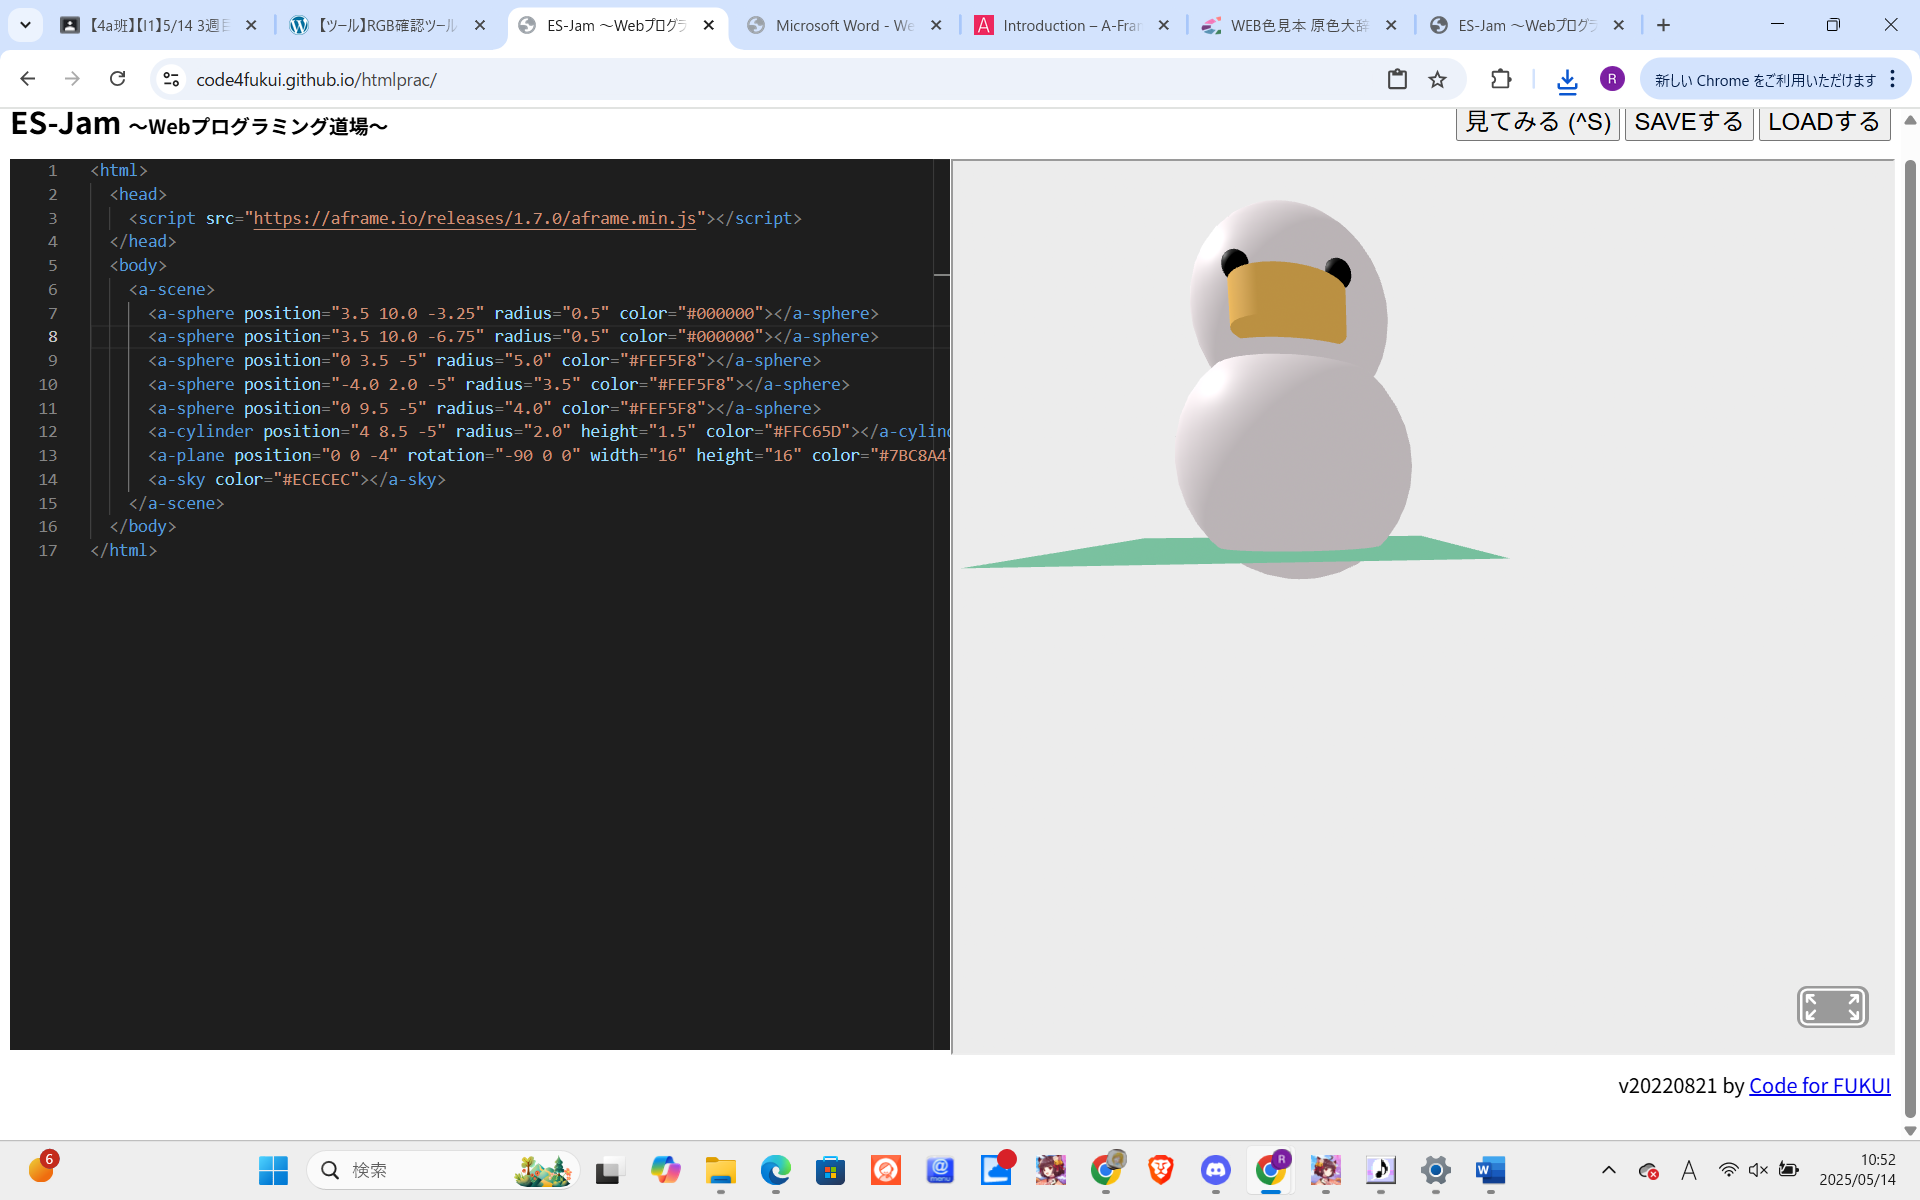 【4a班】【I1】5/14 3週目
【ツール】RGB確認ツール
ES-Jam 〜Webプログラ
Microsoft Word - We
Introduction – A-Fra
WEB色見本 原色大辞
ES-Jam 〜Webプログラ
code4fukui.github.io/htmlprac/
R
新しい Chrome をご利用いただけます
ES-Jam 〜Webプログラミング道場〜
見てみる (^S)
SAVEする
LOADする
1 <html>
2 <head>
3 <script src="https://aframe.io/releases/1.7.0/aframe.min.js"></script>
4 </head>
5 <body>
6 <a-scene>
7 <a-sphere position="3.5 10.0 -3.25" radius="0.5" color="#000000"></a-sphere>
8 <a-sphere position="3.5 10.0 -6.75" radius="0.5" color="#000000"></a-sphere>
9 <a-sphere position="0 3.5 -5" radius="5.0" color="#FEF5F8"></a-sphere>
10 <a-sphere position="-4.0 2.0 -5" radius="3.5" color="#FEF5F8"></a-sphere>
11 <a-sphere position="0 9.5 -5" radius="4.0" color="#FEF5F8"></a-sphere>
12 <a-cylinder position="4 8.5 -5" radius="2.0" height="1.5" color="#FFC65D"></a-cylin
13 <a-plane position="0 0 -4" rotation="-90 0 0" width="16" height="16" color="#7BC8A4"
14 <a-sky color="#ECECEC"></a-sky>
15 </a-scene>
16 </body>
17 </html>
v20220821 by Code for FUKUI
6
検索
A
10:52
2025/05/14